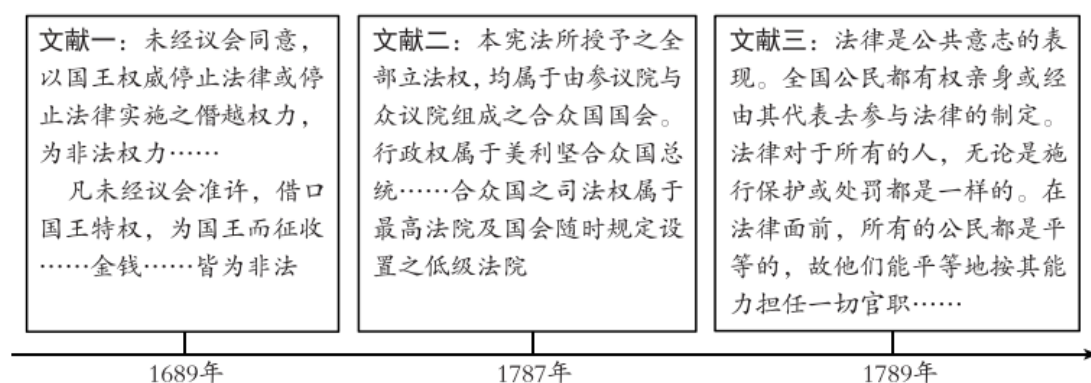 文献一：未经议会同意，
以国王权威停止法律或停
止法律实施之僭越权力，
为非法权力……
凡未经议会准许，借口
国王特权，为国王而征收
……金钱……皆为非法
文献二：本宪法所授予之全
部立法权，均属于由参议院与
众议院组成之合众国国会。
行政权属于美利坚合众国总
统……合众国之司法权属于
最高法院及国会随时规定设
置之低级法院
文献三：法律是公共意志的表
现。全国公民都有权亲身或经
由其代表去参与法律的制定。
法律对于所有的人，无论是施
行保护或处罚都是一样的。在
法律面前，所有的公民都是平
等的，故他们能平等地按其能
力担任一切官职……
1689年
1787年
1789年